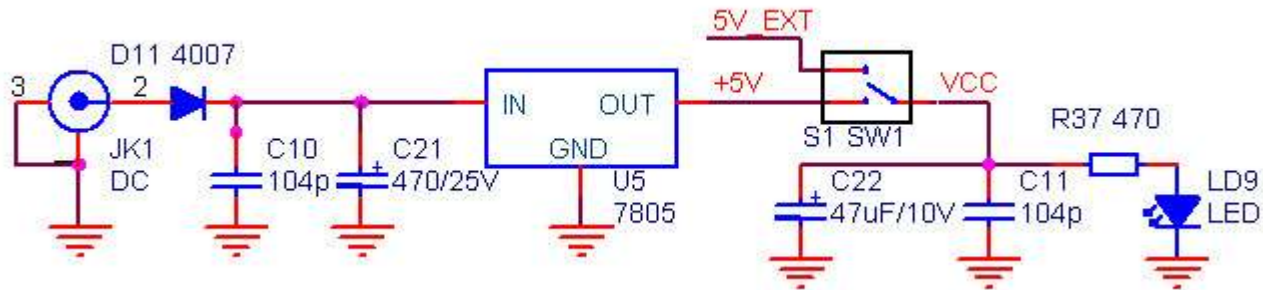 5V_EXT
D11 4007
3
2
IN
OUT
+5V
VCC
S1 SW1
R37 470
JK1
DC
C10
104p
C21
470/25V
GND
U5
7805
C22
47uF/10V
C11
104p
LD9
LED
+
+